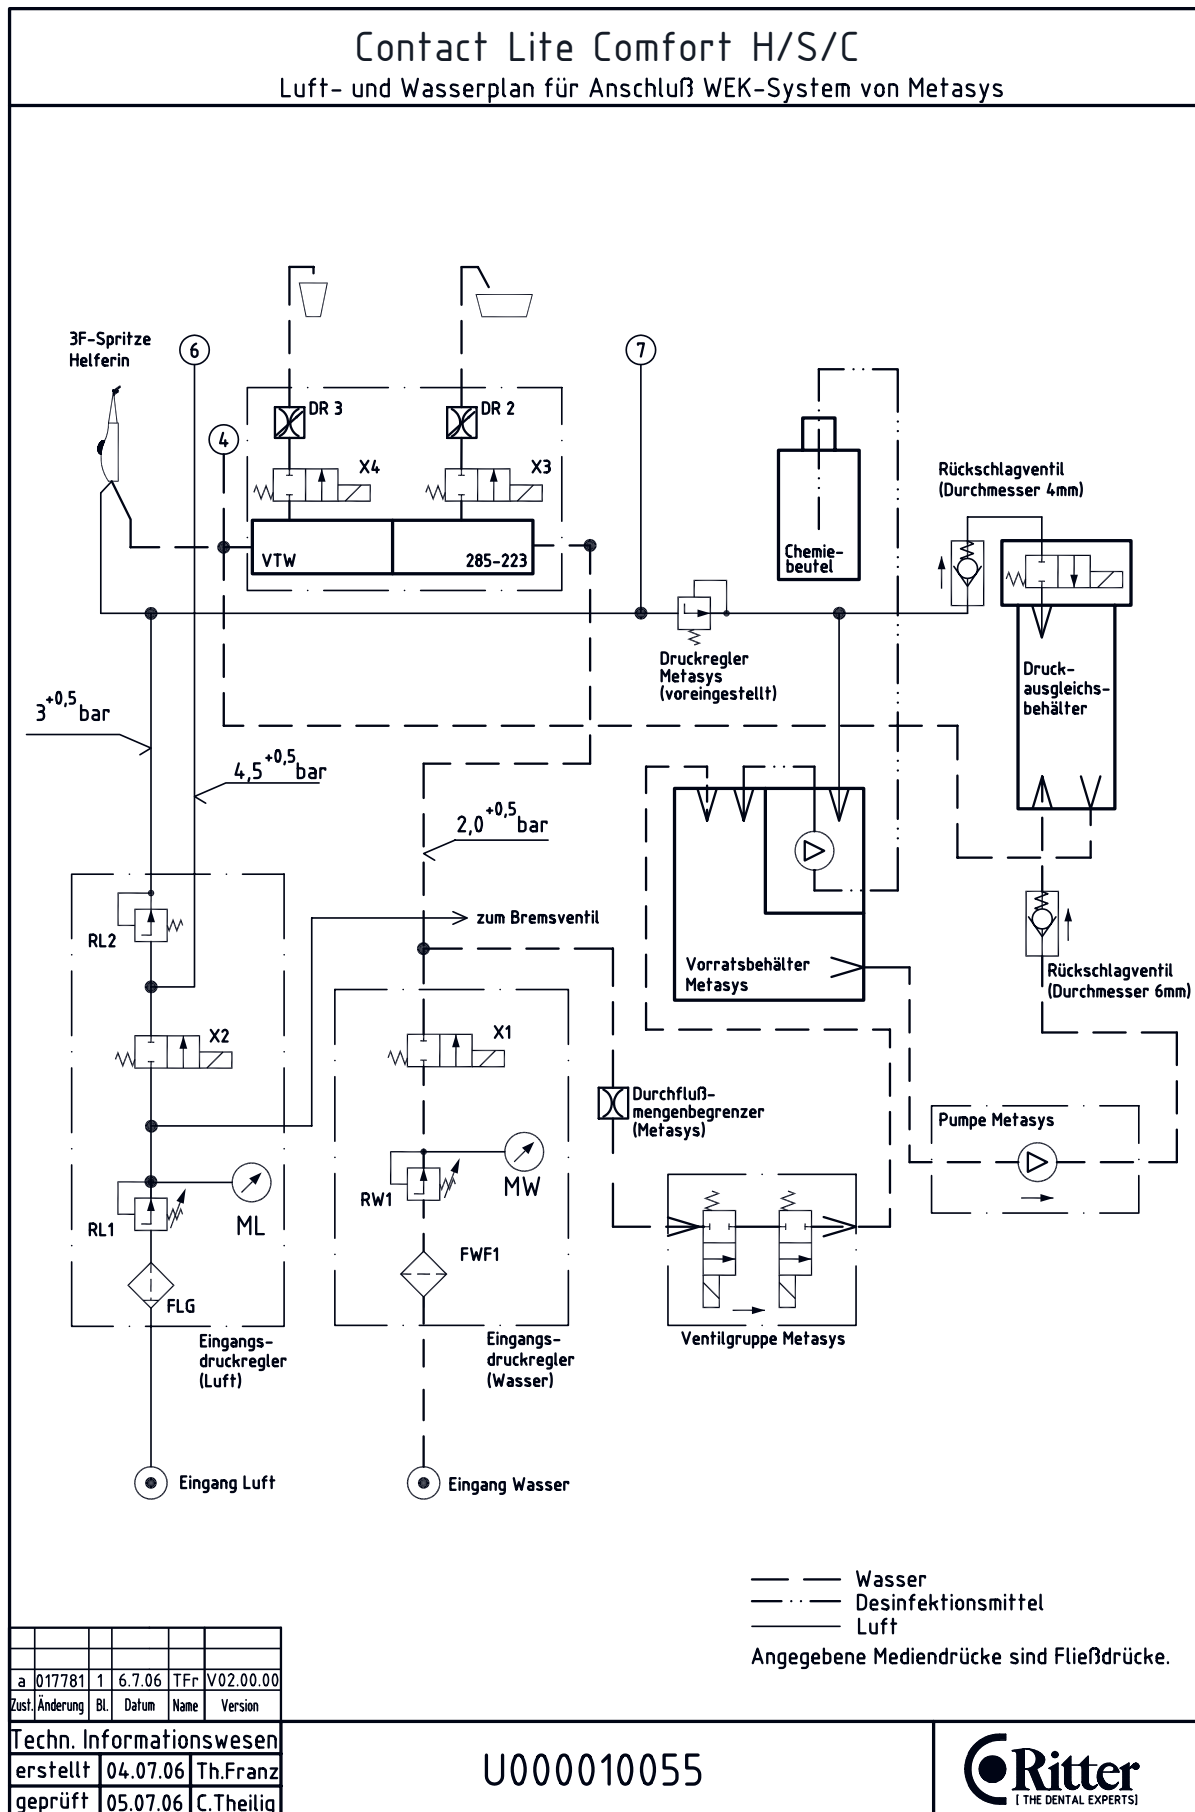 Contact Lite Comfort H/S/C
Luft- und Wasserplan für Anschluß WEK-System von Metasys
3F-Spritze
Helferin
6
4
7
DR 3
DR 2
X4
X3
VTW
285-223
Chemie-
beutel
Rückschlagventil
(Durchmesser 4mm)
Druckregler
Metasys
(voreingestellt)
Druck-
ausgleichs-
behälter
3+0,5 bar
4,5+0,5 bar
2,0+0,5 bar
zum Bremsventil
RL2
Vorratsbehälter
Metasys
Rückschlagventil
(Durchmesser 6mm)
X2
X1
Durchfluß-
mengenbegrenzer
(Metasys)
Pumpe Metasys
RL1
ML
RW1
MW
FWF1
FLG
Eingangs-
druckregler
(Luft)
Eingangs-
druckregler
(Wasser)
Ventilgruppe Metasys
Eingang Luft
Eingang Wasser
Wasser
Desinfektionsmittel
Luft
Angegebene Mediendrücke sind Fließdrücke.
a 017781 1 6.7.06 TFr V02.00.00
Zust. Änderung Bl. Datum Name Version
Techn. Informationswesen
erstellt 04.07.06 Th.Franz
geprüft 05.07.06 C.Theilig
U000010055
Ritter
[ THE DENTAL EXPERTS]